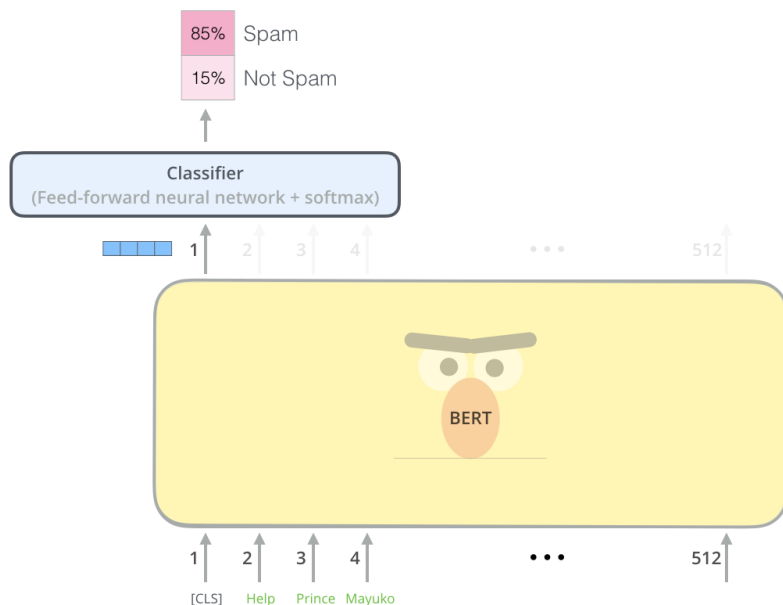 85% Spam
15% Not Spam
Classifier
(Feed-forward neural network + softmax)
1 2 3 4 ••• 512
BERT
1 2 3 4 ••• 512
[CLS] Help Prince Mayuko